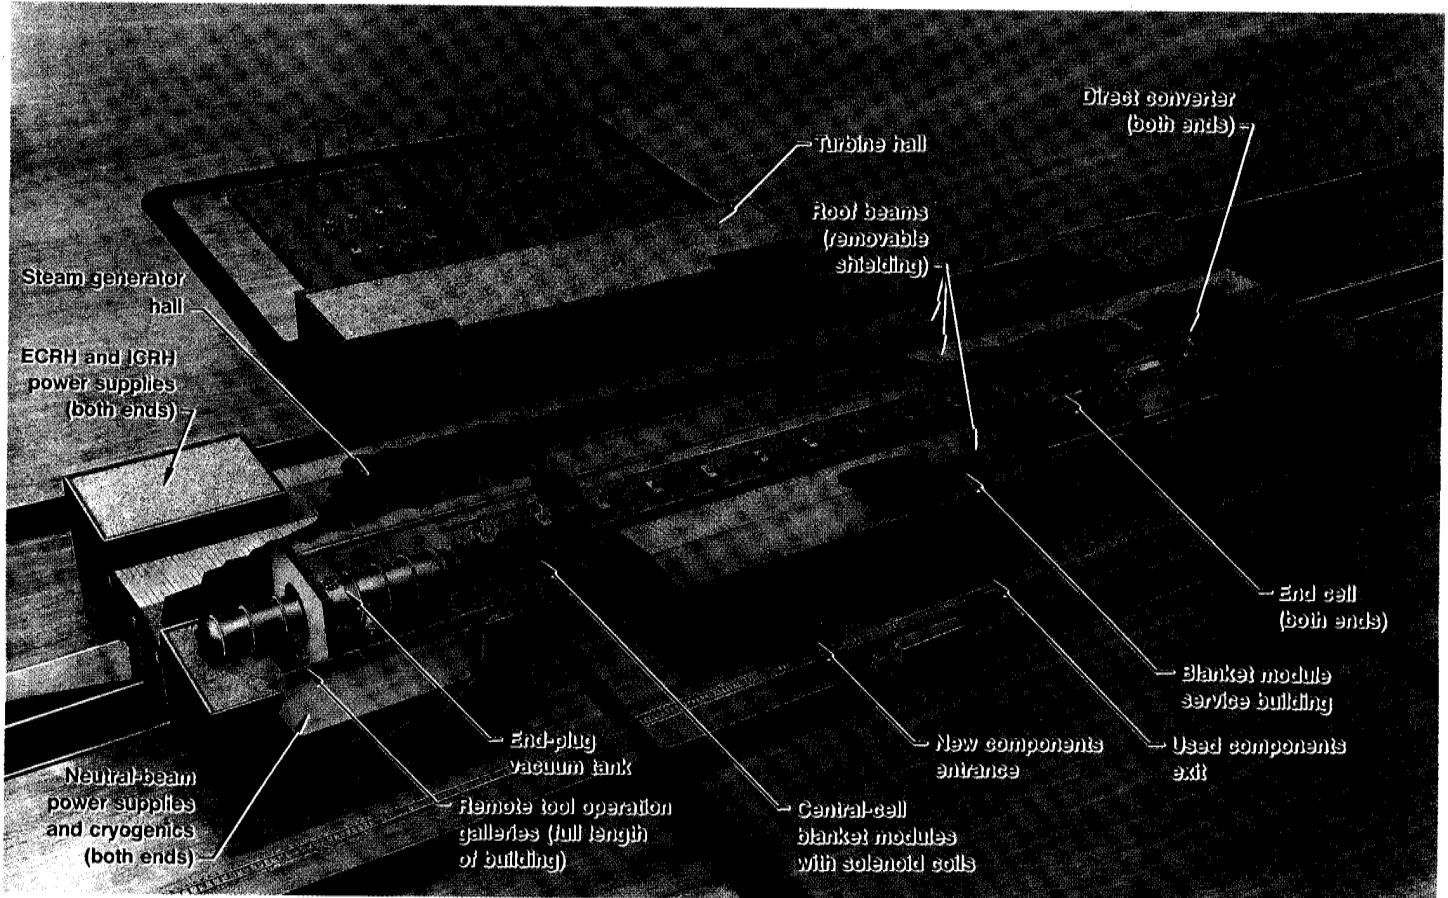 Direct converter
(both ends)
Turbine hall
Roof beams
(removable
shielding)
Steam generator
hall
ECRH and ICRH
power supplies
(both ends)
End cell
(both ends)
Blanket module
service building
Used components
exit
New components
entrance
Central-cell
blanket modules
with solenoid coils
End-plug
vacuum tank
Remote tool operation
galleries (full length
of building)
Neutral-beam
power supplies
and cryogenics
(both ends)